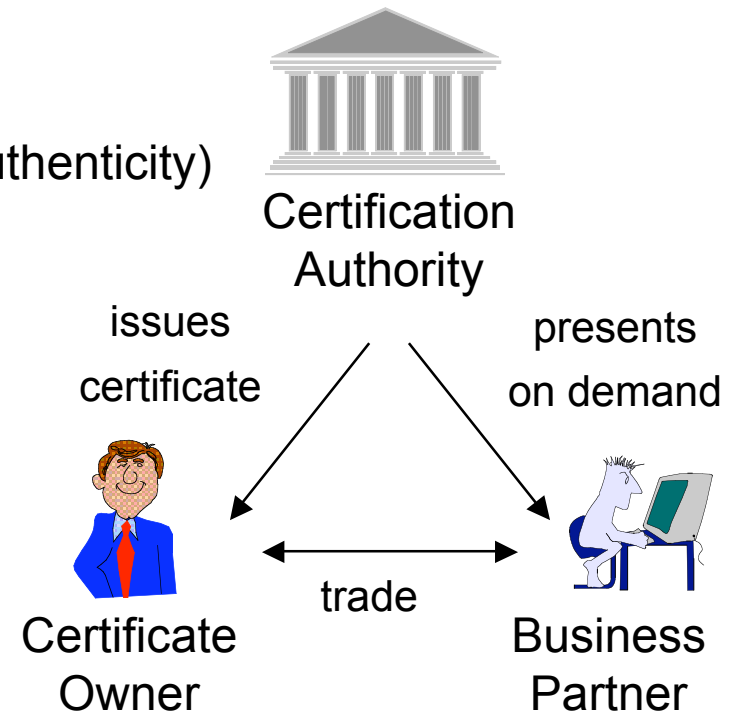 uthenticity)
Certification
Authority
issues
certificate
presents
on demand
trade
Certificate
Owner
Business
Partner